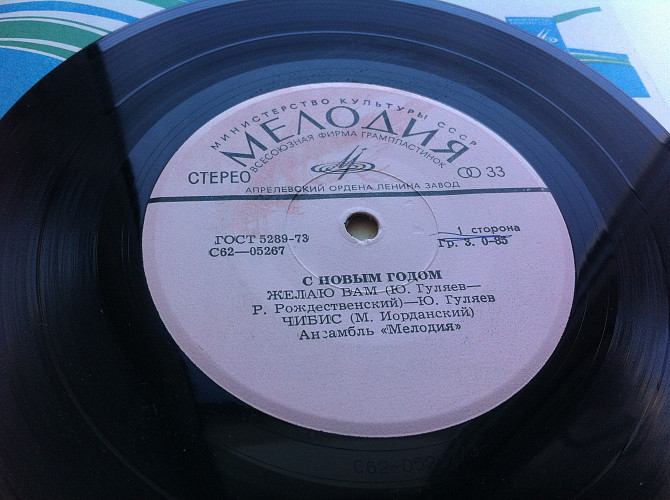 МИНИСТЕРСТВО КУЛЬТУРЫ СССР
МЕЛОДИЯ
ВСЕСОЮЗНАЯ ФИРМА ГРАМПЛАСТИНОК
СТЕРЕО
33
АПРЕЛЕВСКИЙ ОРДЕНА ЛЕНИНА ЗАВОД
ГОСТ 5289-73
1 сторона
С62—05267
Гр. 3. 0-85
С НОВЫМ ГОДОМ
ЖЕЛАЮ ВАМ (Ю. Гуляев—
Р. Рождественский)—Ю. Гуляев
ЧИБИС (М. Иорданский)
Ансамбль «Мелодия»